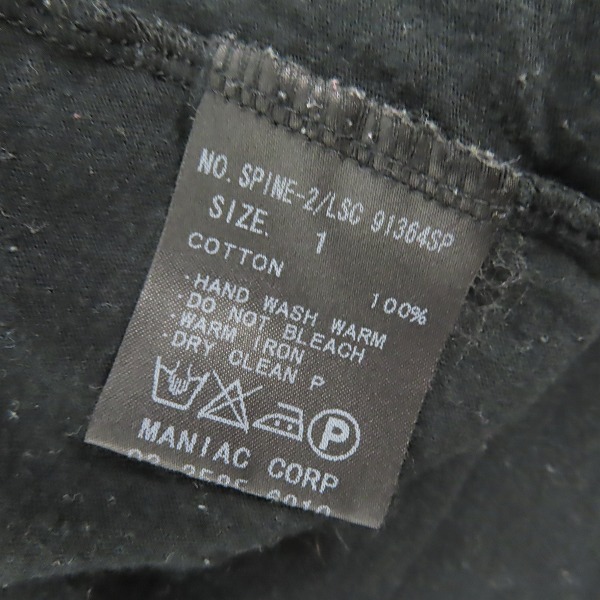 NO. SPINE-2/LSC 91364SP
SIZE. 1
COTTON 100%
·HAND WASH WARM
·DO NOT BLEACH
·WARM IRON
·DRY CLEAN P
P
MANIAC CORP